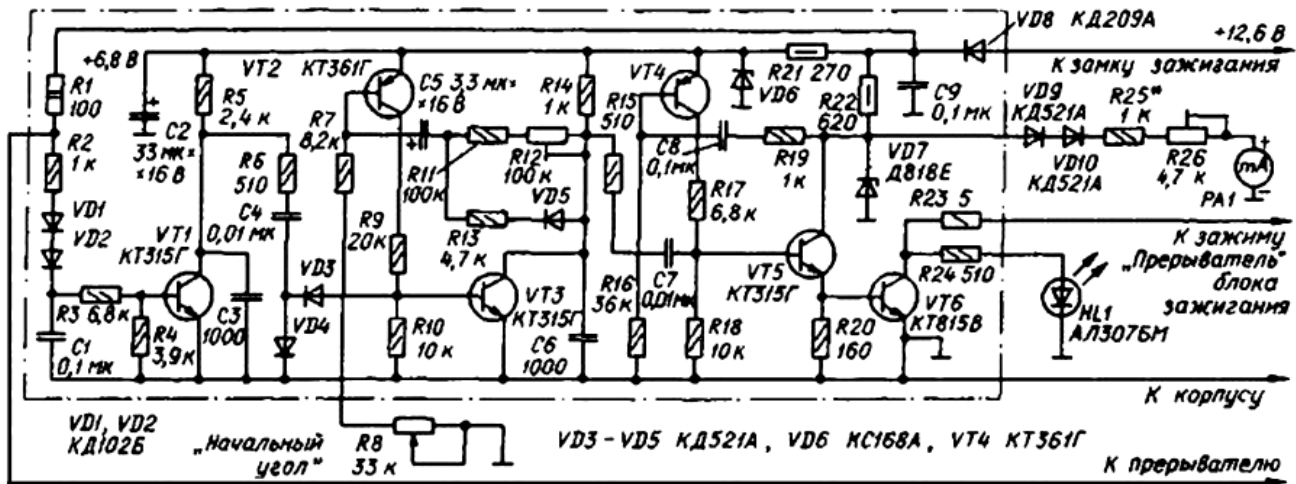 VD8 КД209А
+12,6 В
К замку зажигания
+6,8 В
R1
100
C2
33 мк×
×16 В
R5
2,4 к
VT2
КТ361Г
C5 3,3 мк×
×16 В
R14
1 к
R15
510
VT4
VD6
R21 270
R22
620
C9
0,1 мк
VD9
КД521А
R25*
1 к
VD10
КД521А
R26
4,7 к
mA
PA1
R2
1 к
R6
510
C4
0,01 мк
R7
8,2 к
R11
100 к
R12
100 к
C8
0,1 мк
R19
1 к
VD7
Д818Е
VD1
VD2
VT1
КТ315Г
R9
20 к
R13
4,7 к
VD5
R17
6,8 к
R23 5
К зажиму
„Прерыватель"
блока
зажигания
R24 510
R3 6,8 к
R4
3,9 к
C1
0,1 мк
C3
1000
VD3
VD4
R10
10 к
VT3
КТ315Г
C6
1000
R16
36 к
C7
0,01 мк
R18
10 к
VT5
КТ315Г
R20
160
VT6
КТ815В
HL1
АЛ307БМ
К корпусу
VD1, VD2
КД102Б
„Начальный
угол"
R8
33 к
VD3 – VD5 КД521А, VD6 КС168А, VT4 КТ361Г
К прерывателю